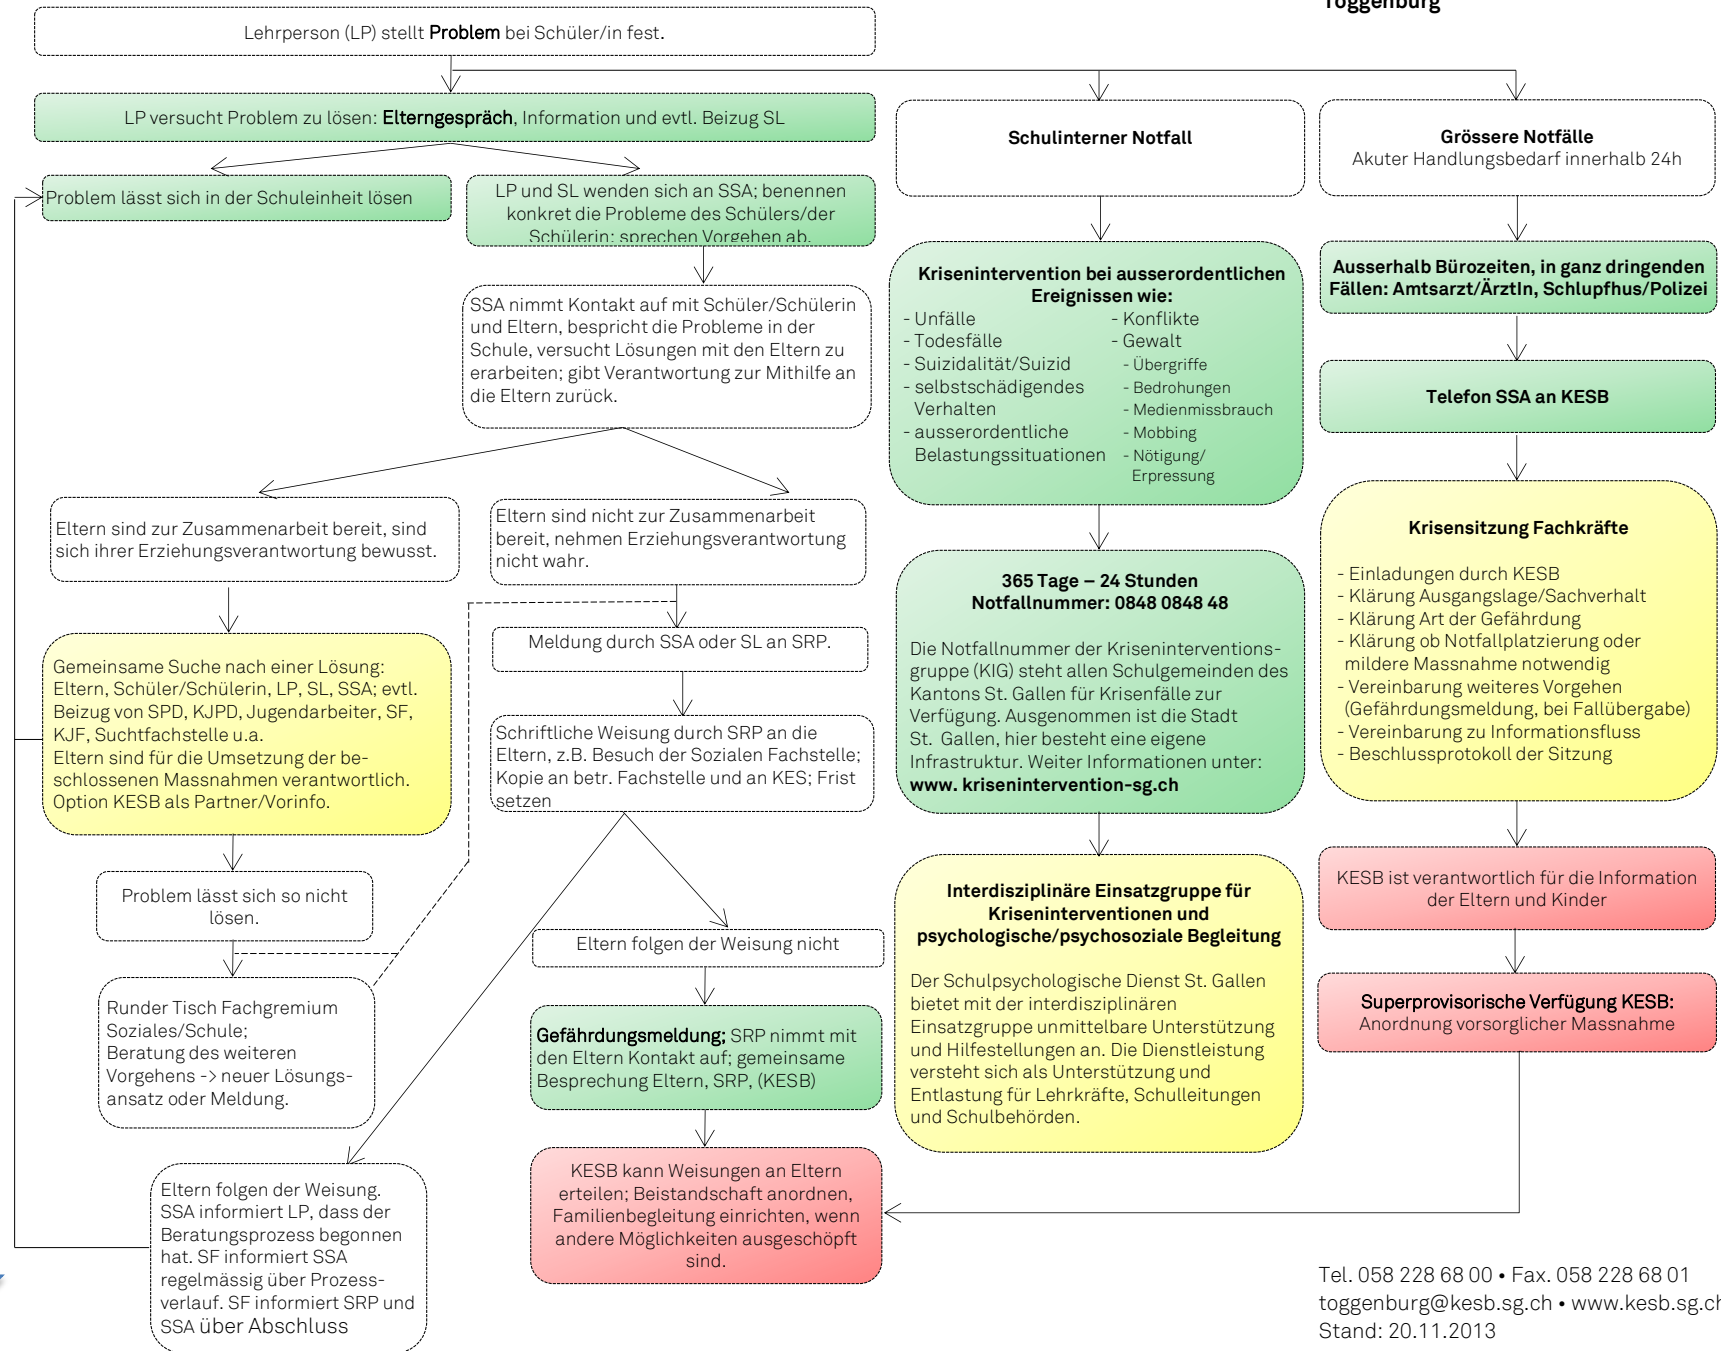 Toggenburg
Lehrperson (LP) stellt Problem bei Schüler/in fest.
LP versucht Problem zu lösen: Elterngespräch, Information und evtl. Beizug SL
Problem lässt sich in der Schuleinheit lösen
LP und SL wenden sich an SSA; benennen
konkret die Probleme des Schülers/der
Schülerin; sprechen Vorgehen ab.
SSA nimmt Kontakt auf mit Schüler/Schülerin
und Eltern, bespricht die Probleme in der
Schule, versucht Lösungen mit den Eltern zu
erarbeiten; gibt Verantwortung zur Mithilfe an
die Eltern zurück.
Eltern sind zur Zusammenarbeit bereit, sind
sich ihrer Erziehungsverantwortung bewusst.
Eltern sind nicht zur Zusammenarbeit
bereit, nehmen Erziehungsverantwortung
nicht wahr.
Gemeinsame Suche nach einer Lösung:
Eltern, Schüler/Schülerin, LP, SL, SSA; evtl.
Beizug von SPD, KJPD, Jugendarbeiter, SF,
KJF, Suchtfachstelle u.a.
Eltern sind für die Umsetzung der be-
schlossenen Massnahmen verantwortlich.
Option KESB als Partner/Vorinfo.
Meldung durch SSA oder SL an SRP.
Schriftliche Weisung durch SRP an die
Eltern, z.B. Besuch der Sozialen Fachstelle;
Kopie an betr. Fachstelle und an KES; Frist
setzen
Problem lässt sich so nicht
lösen.
Runder Tisch Fachgremium
Soziales/Schule;
Beratung des weiteren
Vorgehens -> neuer Lösungs-
ansatz oder Meldung.
Eltern folgen der Weisung nicht
Gefährdungsmeldung; SRP nimmt mit
den Eltern Kontakt auf; gemeinsame
Besprechung Eltern, SRP, (KESB)
KESB kann Weisungen an Eltern
erteilen; Beistandschaft anordnen,
Familienbegleitung einrichten, wenn
andere Möglichkeiten ausgeschöpft
sind.
Eltern folgen der Weisung.
SSA informiert LP, dass der
Beratungsprozess begonnen
hat. SF informiert SSA
regelmässig über Prozess-
verlauf. SF informiert SRP und
SSA über Abschluss
Schulinterner Notfall
Krisenintervention bei ausserordentlichen
Ereignissen wie:
- Unfälle
- Todesfälle
- Suizidalität/Suizid
- selbstschädigendes
Verhalten
- ausserordentliche
Belastungssituationen
- Konflikte
- Gewalt
- Übergriffe
- Bedrohungen
- Medienmissbrauch
- Mobbing
- Nötigung/
Erpressung
365 Tage – 24 Stunden
Notfallnummer: 0848 0848 48
Die Notfallnummer der Kriseninterventions-
gruppe (KIG) steht allen Schulgemeinden des
Kantons St. Gallen für Krisenfälle zur
Verfügung. Ausgenommen ist die Stadt
St. Gallen, hier besteht eine eigene
Infrastruktur. Weiter Informationen unter:
www. krisenintervention-sg.ch
Interdisziplinäre Einsatzgruppe für
Kriseninterventionen und
psychologische/psychosoziale Begleitung
Der Schulpsychologische Dienst St. Gallen
bietet mit der interdisziplinären
Einsatzgruppe unmittelbare Unterstützung
und Hilfestellungen an. Die Dienstleistung
versteht sich als Unterstützung und
Entlastung für Lehrkräfte, Schulleitungen
und Schulbehörden.
Grössere Notfälle
Akuter Handlungsbedarf innerhalb 24h
Ausserhalb Bürozeiten, in ganz dringenden
Fällen: Amtsarzt/ÄrztIn, Schlupfhus/Polizei
Telefon SSA an KESB
Krisensitzung Fachkräfte
- Einladungen durch KESB
- Klärung Ausgangslage/Sachverhalt
- Klärung Art der Gefährdung
- Klärung ob Notfallplatzierung oder
mildere Massnahme notwendig
- Vereinbarung weiteres Vorgehen
(Gefährdungsmeldung, bei Fallübergabe)
- Vereinbarung zu Informationsfluss
- Beschlussprotokoll der Sitzung
KESB ist verantwortlich für die Information
der Eltern und Kinder
Superprovisorische Verfügung KESB:
Anordnung vorsorglicher Massnahme
Tel. 058 228 68 00 • Fax. 058 228 68 01
toggenburg@kesb.sg.ch • www.kesb.sg.ch
Stand: 20.11.2013